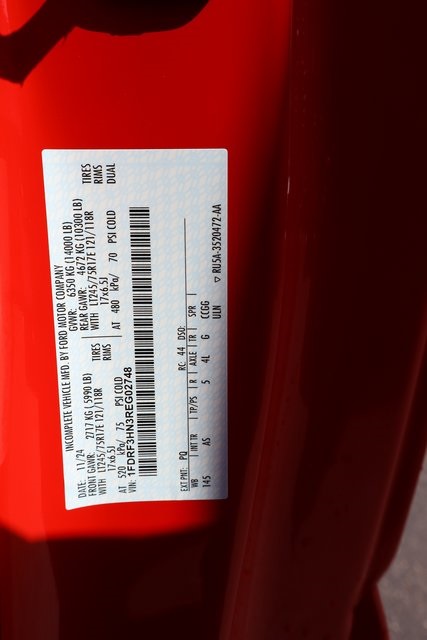 INCOMPLETE VEHICLE MFD. BY FORD MOTOR COMPANY
DATE: 11/24 GVWR: 6350 KG (14000 LB)
FRONT GAWR: 2717 KG (5990 LB) REAR GAWR: 4672 KG (10300 LB)
WITH LT245/75R17E 121/118R TIRES WITH LT245/75R17E 121/118R TIRES
17x6.5J RIMS 17x6.5J RIMS
AT 520 kPa/ 75 PSI COLD AT 480 kPa/ 70 PSI COLD DUAL
VIN: 1FDRF3HN3REG02748
EXT PNT: PQ RC: 44 DSO:
WB INT TR TP/PS R AXLE TR SPR
145 AS 5 4L G CCGG
ULN
▽ RU5A-3520472-AA